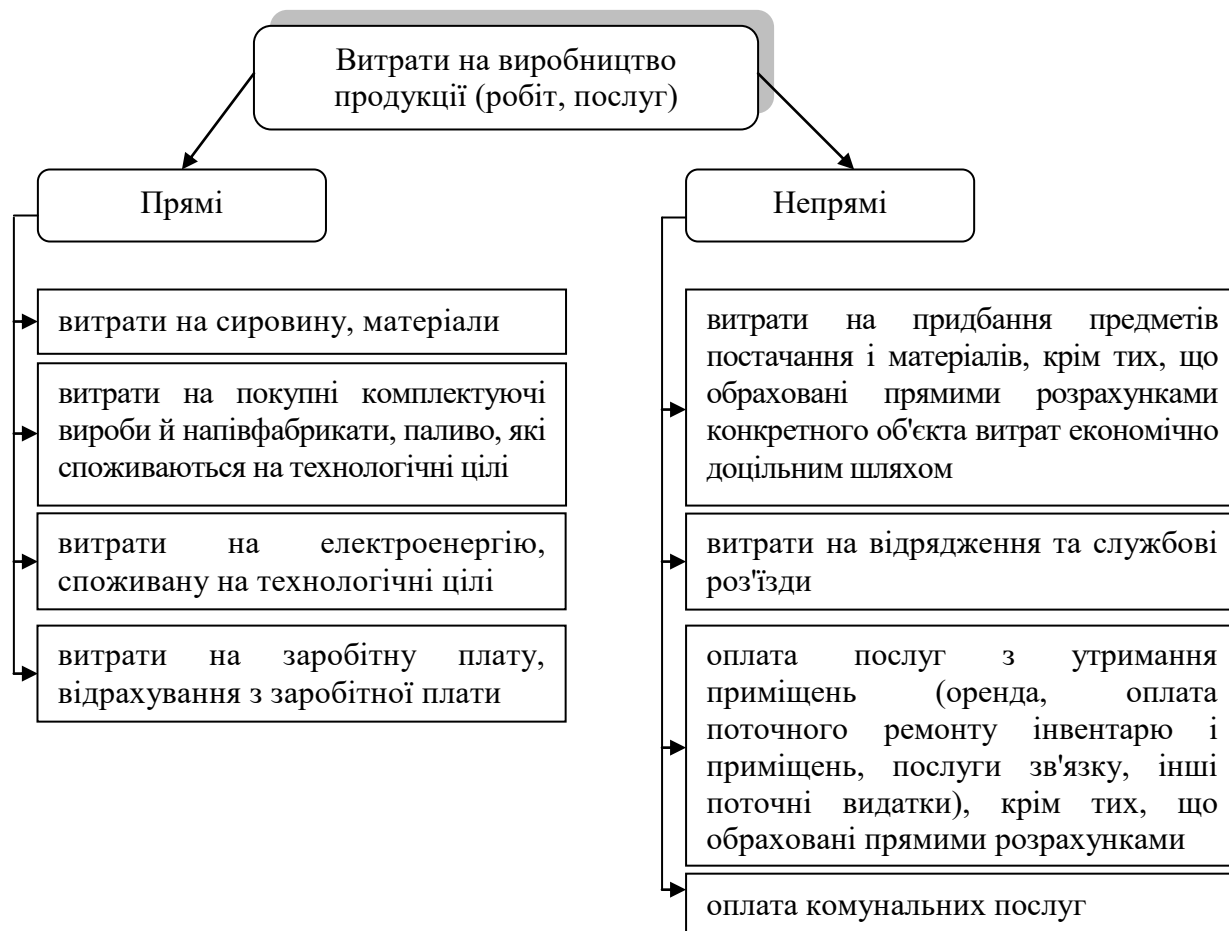 Витрати на виробництво
продукції (робіт, послуг)
Прямі
витрати на сировину, матеріали
витрати на покупні комплектуючі
вироби й напівфабрикати, паливо, які
споживаються на технологічні цілі
витрати на електроенергію,
споживану на технологічні цілі
витрати на заробітну плату,
відрахування з заробітної плати
Непрямі
витрати на придбання предметів
постачання і матеріалів, крім тих, що
обраховані прямими розрахунками
конкретного об'єкта витрат економічно
доцільним шляхом
витрати на відрядження та службові
роз'їзди
оплата послуг з утримання
приміщень (оренда, оплата
поточного ремонту інвентарю і
приміщень, послуги зв'язку, інші
поточні видатки), крім тих, що
обраховані прямими розрахунками
оплата комунальних послуг